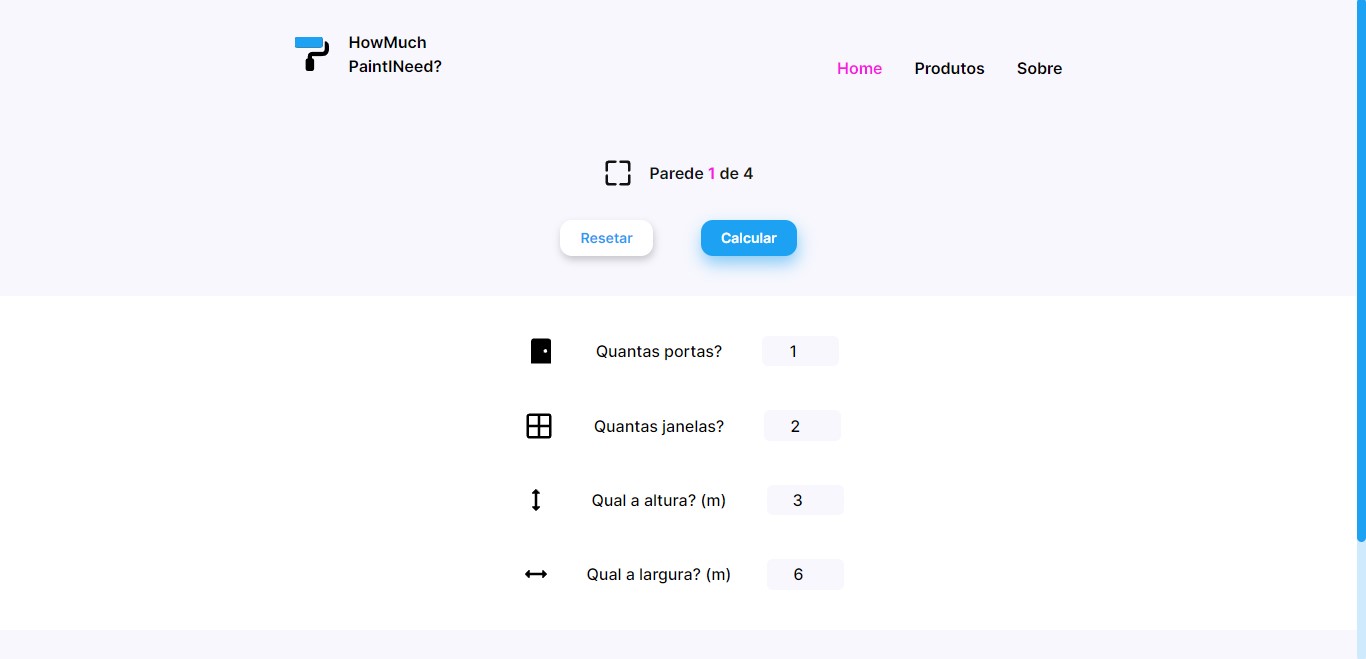 HowMuch
PaintINeed?
Home Produtos Sobre
Parede 1 de 4
Resetar Calcular
Quantas portas? 1
Quantas janelas? 2
Qual a altura? (m) 3
Qual a largura? (m) 6